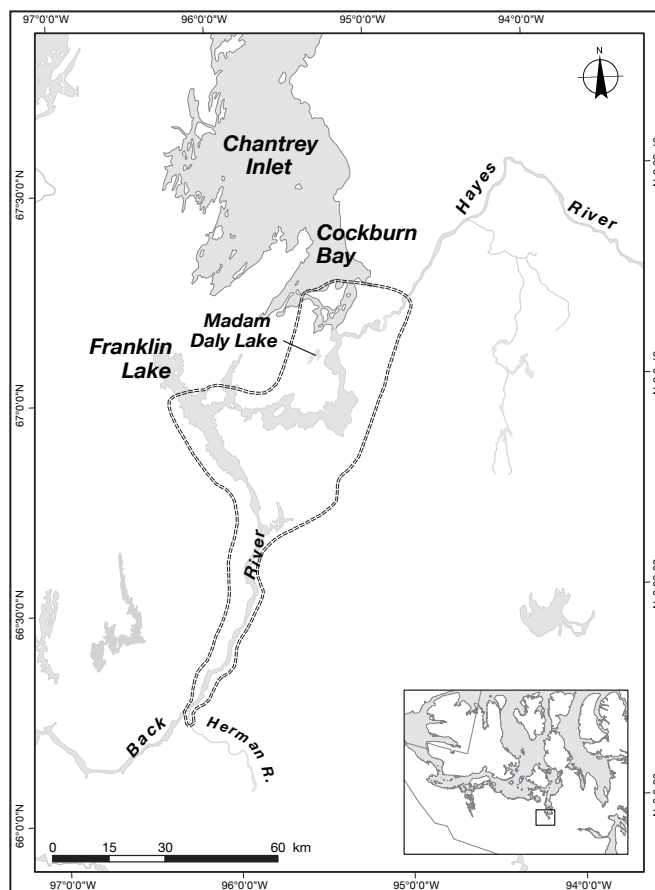 97°0'0"W
96°0'0"W
95°0'0"W
94°0'0"W
N
Chantrey
Inlet
Hayes
River
67°30'0"N
Cockburn
Bay
Madam
Daly Lake
Franklin
Lake
67°0'0"N
River
66°30'0"N
Back
Herman R.
66°0'0"N
0 15 30 60 km
97°0'0"W
96°0'0"W
95°0'0"W
94°0'0"W